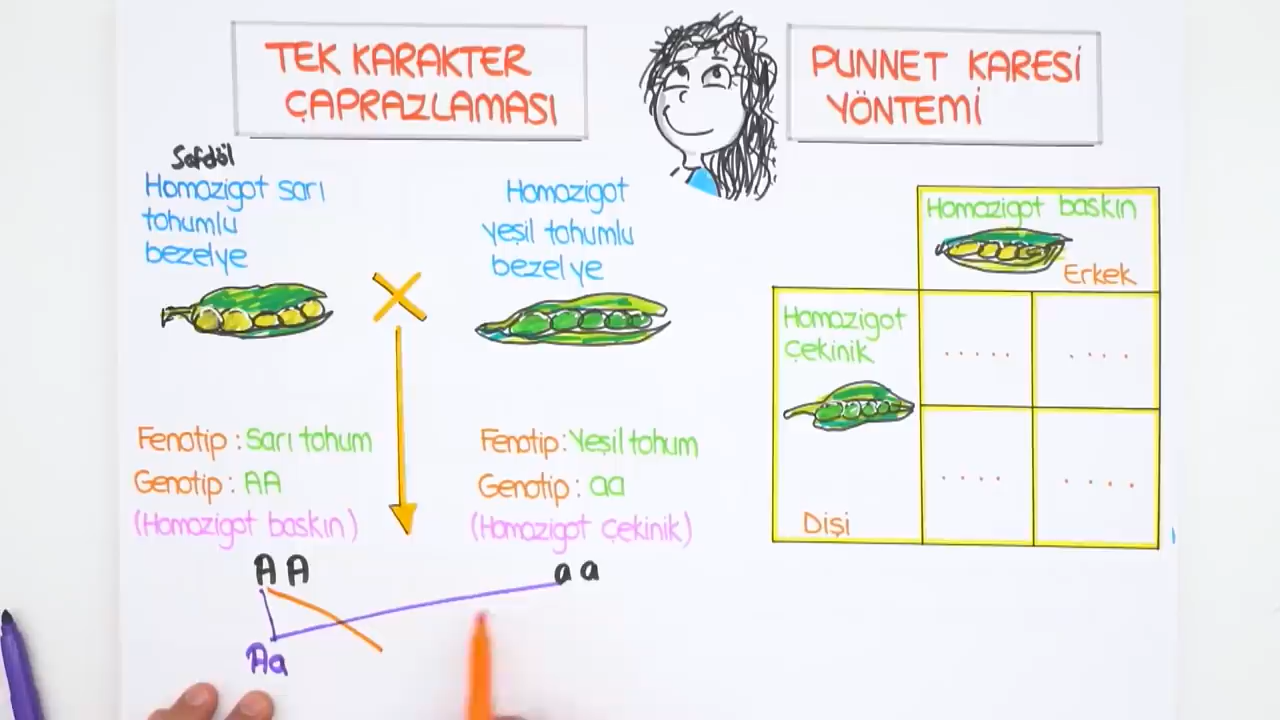 TEK KARAKTER
ÇAPRAZLAMASI
PUNNET KARESİ
YÖNTEMİ
Safdöl
Homozigot sarı
tohumlu
bezelye
Homozigot
yeşil tohumlu
bezelye
Fenotip : Sarı tohum
Genotip : AA
(Homozigot baskın)
Fenotip : Yeşil tohum
Genotip : aa
(Homozigot çekinik)
A A
a a
Aa
Homozigot baskın
Erkek
Homozigot
çekinik
.....
....
....
....
Dişi